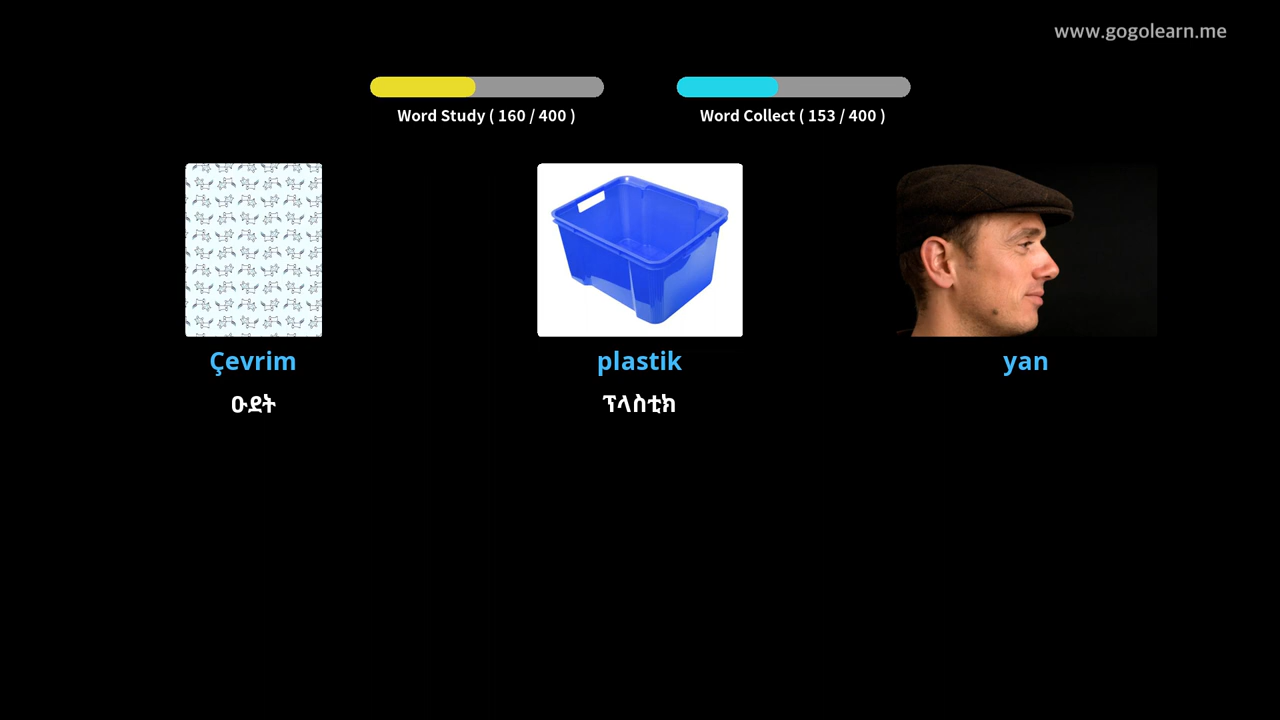 www.gogolearn.me
Word Study ( 160 / 400 )
Word Collect ( 153 / 400 )
Çevrim
plastik
yan
ዑደት
ፕላስቲክ